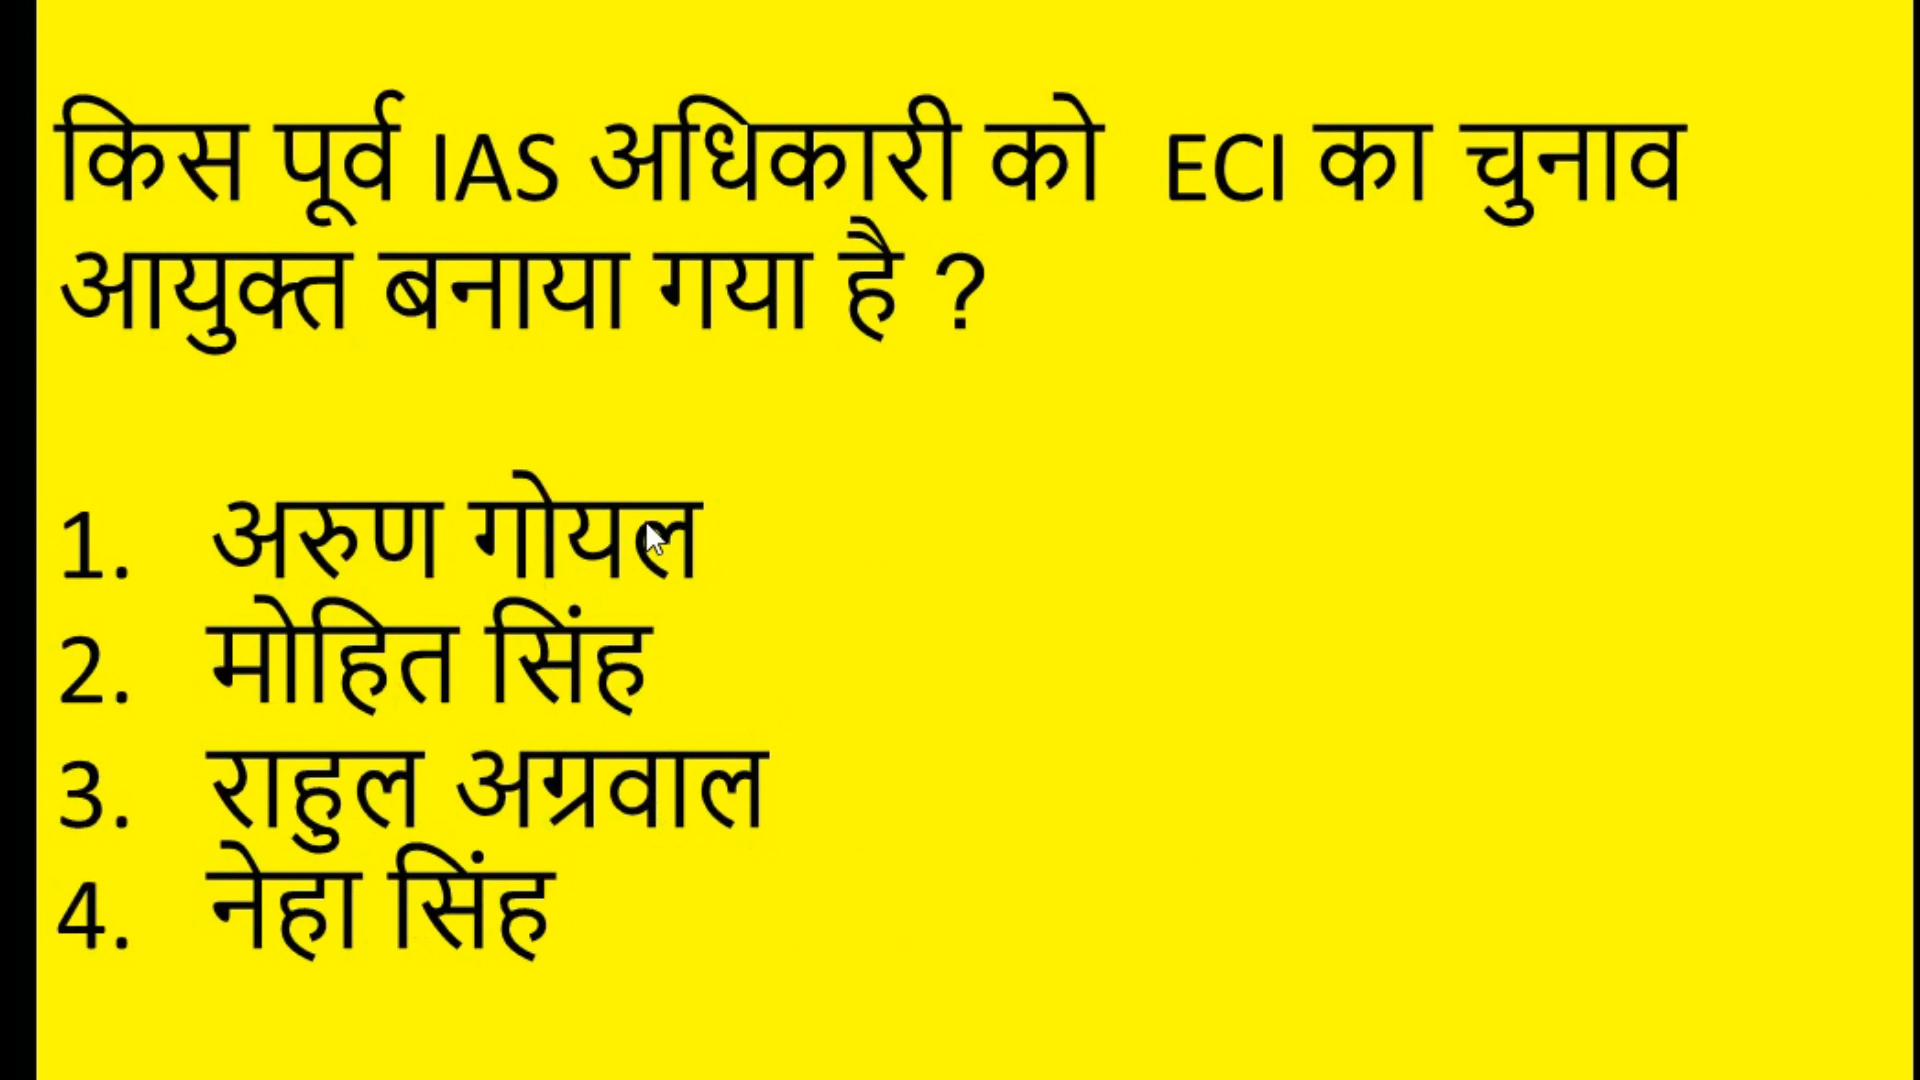 किस पूर्व IAS अधिकारी को ECI का चुनाव
आयुक्त बनाया गया है ?
1. अरुण गोयल
2. मोहित सिंह
3. राहुल अग्रवाल
4. नेहा सिंह